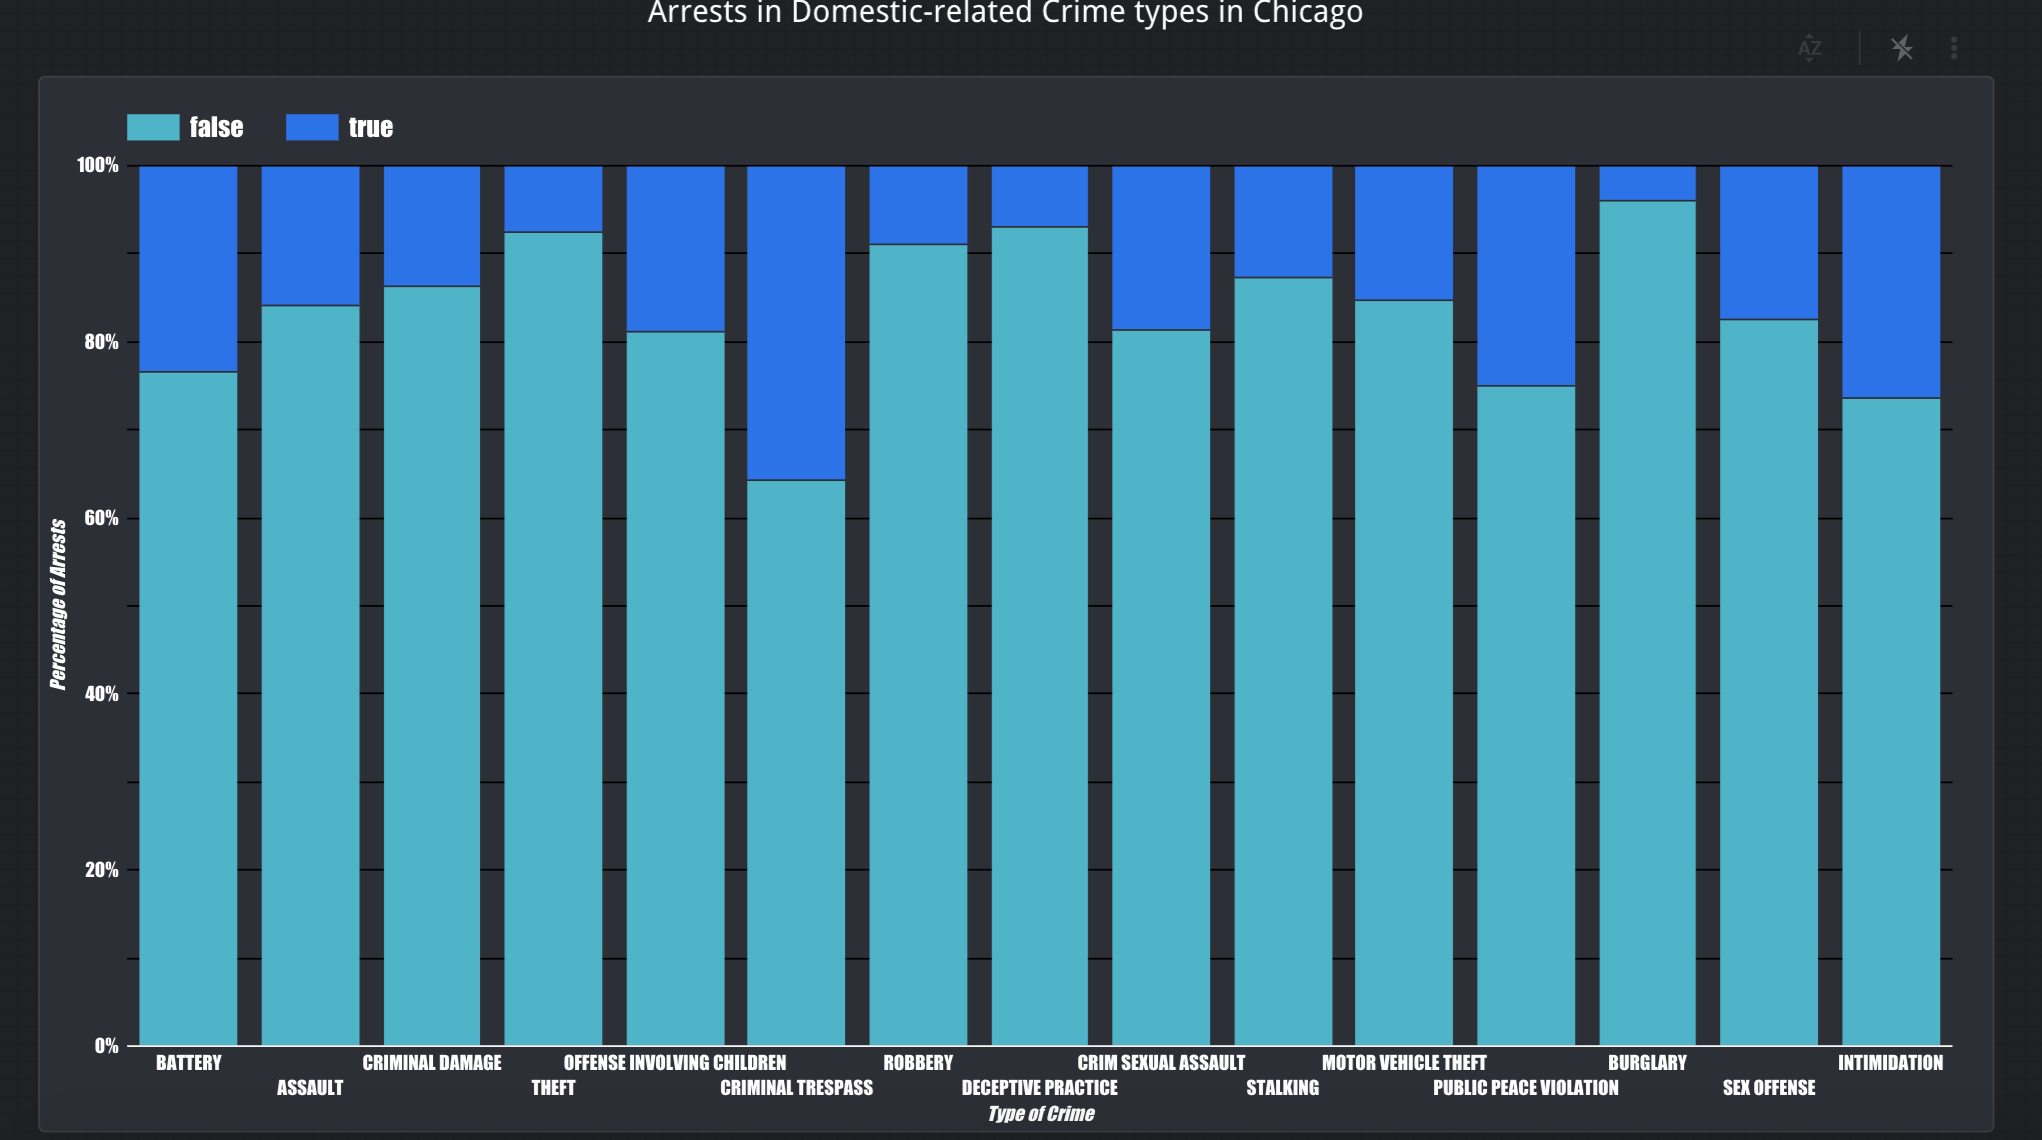 Arrests in Domestic-related Crime types in Chicago
AZ
false true
100%
80%
60%
40%
20%
0%
Percentage of Arrests
BATTERY CRIMINAL DAMAGE OFFENSE INVOLVING CHILDREN ROBBERY CRIM SEXUAL ASSAULT MOTOR VEHICLE THEFT BURGLARY INTIMIDATION
ASSAULT THEFT CRIMINAL TRESPASS DECEPTIVE PRACTICE STALKING PUBLIC PEACE VIOLATION SEX OFFENSE
Type of Crime